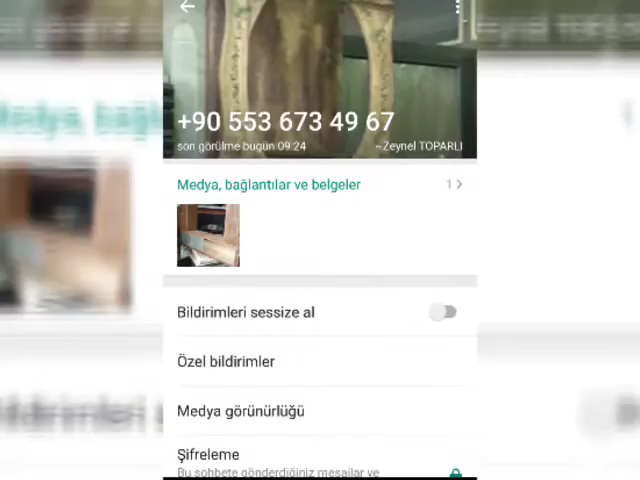 +90 553 673 49 67
son görülme bugün 09:24
~Zeynel TOPARLI
Medya, bağlantılar ve belgeler
1
Bildirimleri sessize al
Özel bildirimler
Medya görünürlüğü
Şifreleme
Bu sohbete gönderdiğiniz mesajlar ve